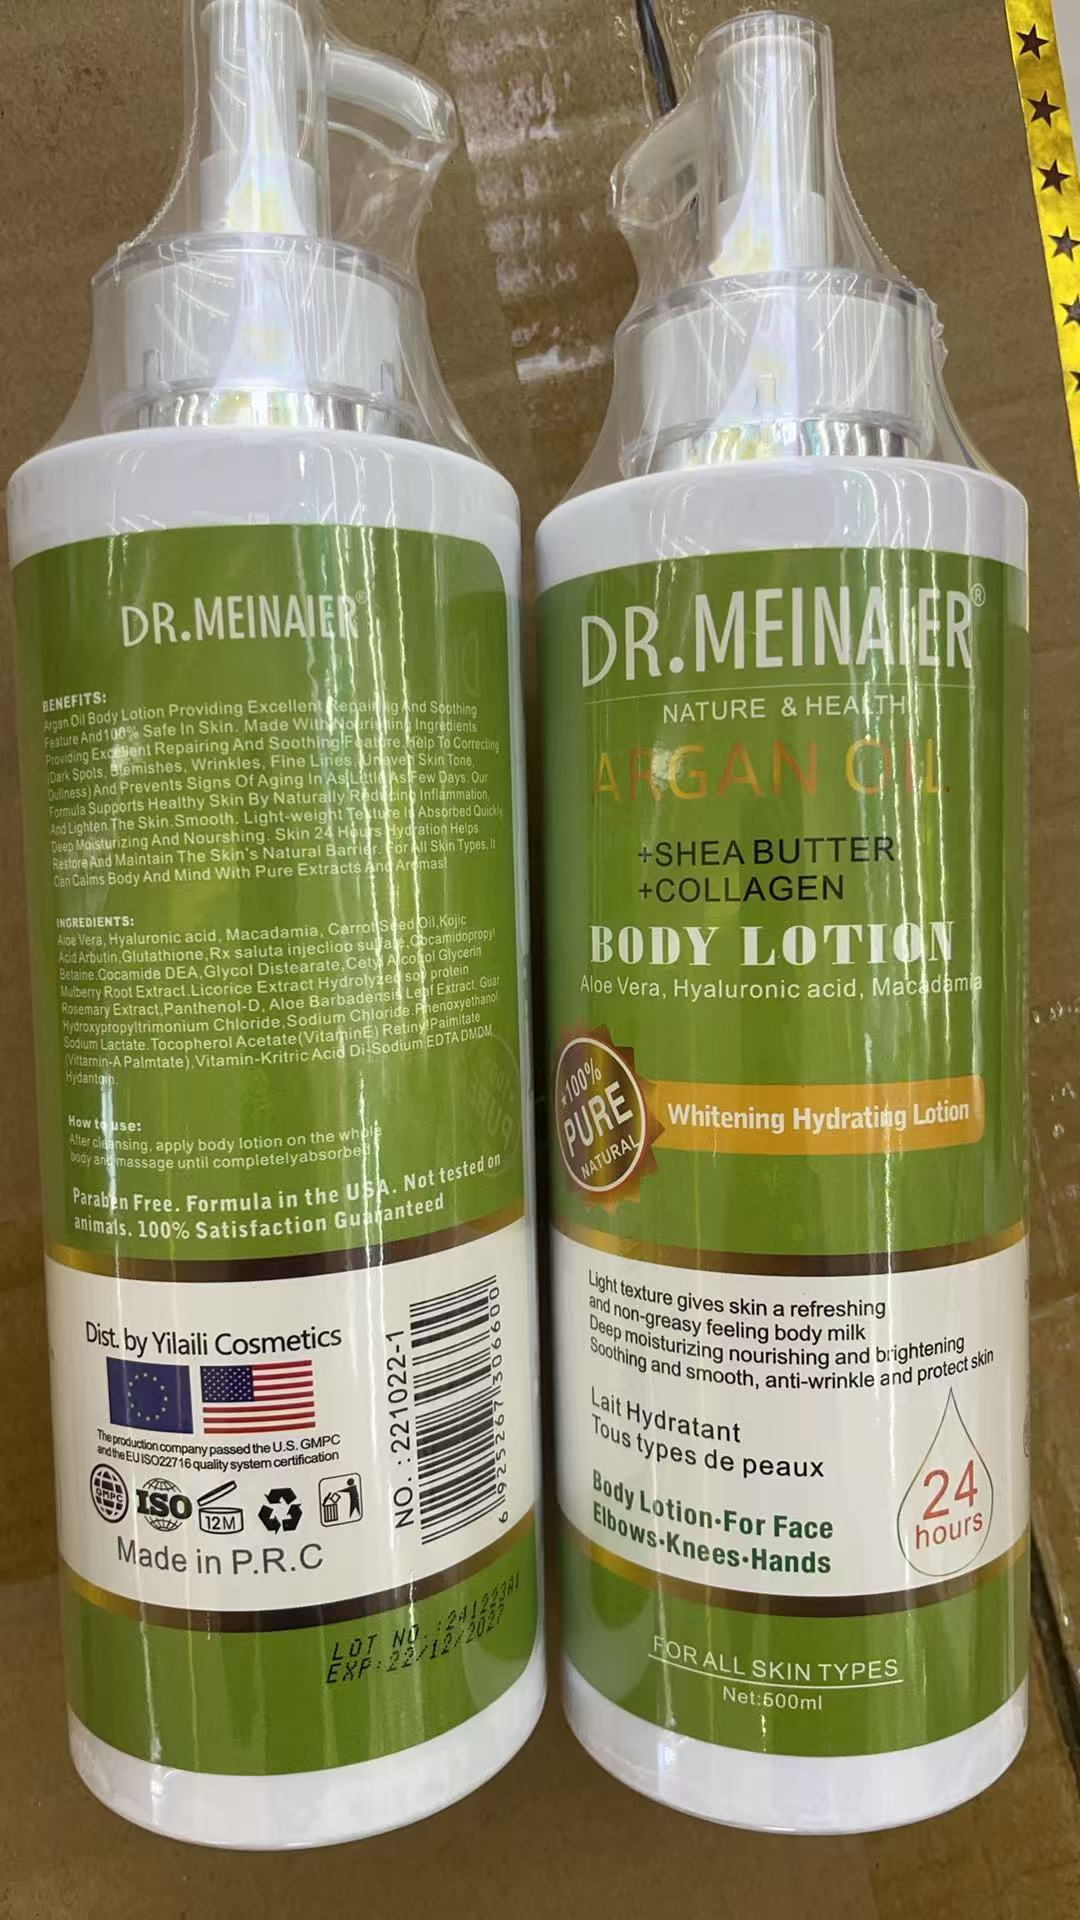 DR.MEINAIER®
BENEFITS:
Argan Oil Body Lotion Providing Excellent Repairing And Soothing
Feature And100% Safe In Skin. Made With Nourishing Ingredients
Providing Excellent Repairing And Soothing Feature.Help To Correcting
(Dark Spots, Blemishes, Wrinkles, Fine Lines, Uneven Skin Tone,
Dullness) And Prevents Signs Of Aging In As Little As Few Days. Our
Formula Supports Healthy Skin By Naturally Reducing Inflammation,
And Lighten The Skin.Smooth. Light-weight Texture Is Absorbed Quickly
Deep Moisturizing And Nourshing. Skin 24 Hours Hydration Helps
Restore And Maintain The Skin's Natural Barrier. For All Skin Types. It
Can Calms Body And Mind With Pure Extracts And Aromas!
INGREDIENTS:
Aloe Vera, Hyaluronic acid, Macadamia, Carrot Seed Oil,Kojic
Acid Arbutin,Glutathione,Rx saluta injeclioo sulfate,Cocamidopropyl
Betaine.Cocamide DEA,Glycol Distearate,Cetyl Alcohol Glycerin
Mulberry Root Extract.Licorice Extract Hydrolyzed soy protein
Rosemary Extract,Panthenol-D, Aloe Barbadensis Leaf Extract, Guar
Hydroxypropyltrimonium Chloride,Sodium Chloride.Phenoxyethanol
Sodium Lactate.Tocopherol Acetate(VitaminE) Retinyl Palmitate
(Vittarnin-A Palmtate),Vitamin-Kritric Acid Di-Sodium EDTA DMDM
Hydantoin.
How to use:
After cleansing, apply body lotion on the whole
body and massage until completelyabsorbed
Paraben Free. Formula in the USA. Not tested on
animals. 100% Satisfaction Guaranteed
Dist. by Yilaili Cosmetics
The production company passed the U.S. GMPC
and the EU ISO22716 quality system certification
GMPC
ISO
12M
Made in P.R.C
NO.:221022-1
6 925267 306600
LOT NO.:241223A1
EXP:22/12/2027
DR.MEINAIER®
NATURE & HEALTH
ARGAN OIL
+SHEA BUTTER
+COLLAGEN
BODY LOTION
Aloe Vera, Hyaluronic acid, Macadamia
100%
PURE
NATURAL
Whitening Hydrating Lotion
Light texture gives skin a refreshing
and non-greasy feeling body milk
Deep moisturizing nourishing and brightening
Soothing and smooth, anti-wrinkle and protect skin
Lait Hydratant
Tous types de peaux
Body Lotion·For Face
Elbows·Knees·Hands
24
hours
FOR ALL SKIN TYPES
Net:500ml